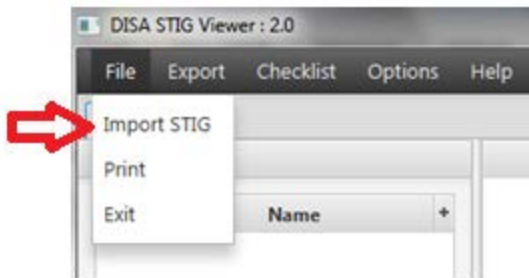 DISA STIG Viewer : 2.0
File Export Checklist Options Help
Import STIG
Print
Exit
Name +